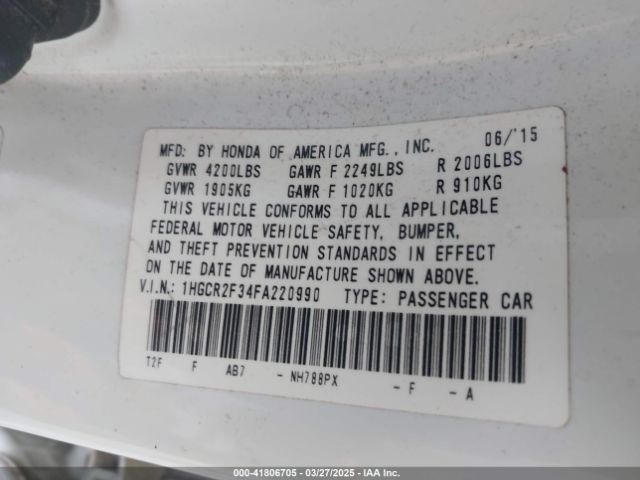 MFD. BY HONDA OF AMERICA MFG., INC. 06/'15
GVWR 4200LBS GAWR F 2249LBS R 2006LBS
GVWR 1905KG GAWR F 1020KG R 910KG
THIS VEHICLE CONFORMS TO ALL APPLICABLE
FEDERAL MOTOR VEHICLE SAFETY, BUMPER,
AND THEFT PREVENTION STANDARDS IN EFFECT
ON THE DATE OF MANUFACTURE SHOWN ABOVE.
V.I.N.: 1HGCR2F34FA220990 TYPE: PASSENGER CAR
T2F F AB7 - NH788PX - F - A
000-41806705 - 03/27/2025 - IAA